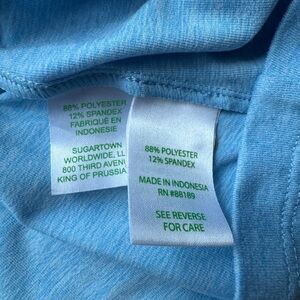 88% POLYESTER
12% SPANDEX
FABRIQUÉ EN
INDONESIE
SUGARTOWN
WORLDWIDE, LL
800 THIRD AVEN
KING OF PRUSSIA
88% POLYESTER
12% SPANDEX
MADE IN INDONESIA
RN #88189
SEE REVERSE
FOR CARE